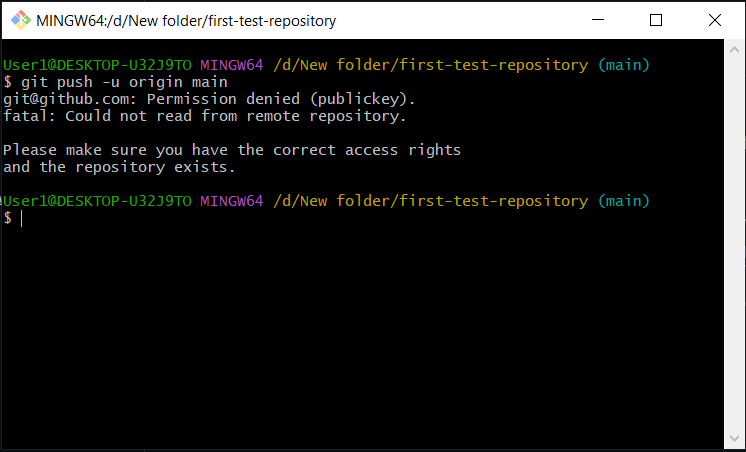 MINGW64:/d/New folder/first-test-repository
User1@DESKTOP-U32J9TO MINGW64 /d/New folder/first-test-repository (main)
$ git push -u origin main
git@github.com: Permission denied (publickey).
fatal: Could not read from remote repository.
Please make sure you have the correct access rights
and the repository exists.
User1@DESKTOP-U32J9TO MINGW64 /d/New folder/first-test-repository (main)
$